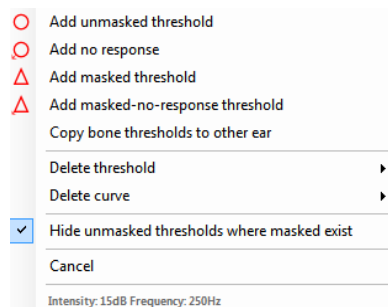 Add unmasked threshold
Add no response
Add masked threshold
Add masked-no-response threshold
Copy bone thresholds to other ear
Delete threshold
Delete curve
Hide unmasked thresholds where masked exist
Cancel
Intensity: 15dB Frequency: 250Hz